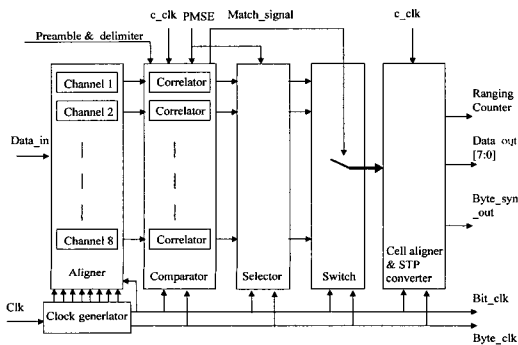 c_clk PMSE Match_signal c_clk
Preamble & delimiter
Channel 1 Correlator
Channel 2 Correlator
Ranging
Counter
Data_in
Data_out
[7:0]
Byte_syn
_out
Channel 8 Correlator
Aligner Comparator Selector Switch
Cell aligner
& STP
converter
Clk
Clock generlator
Bit_clk
Byte_clk